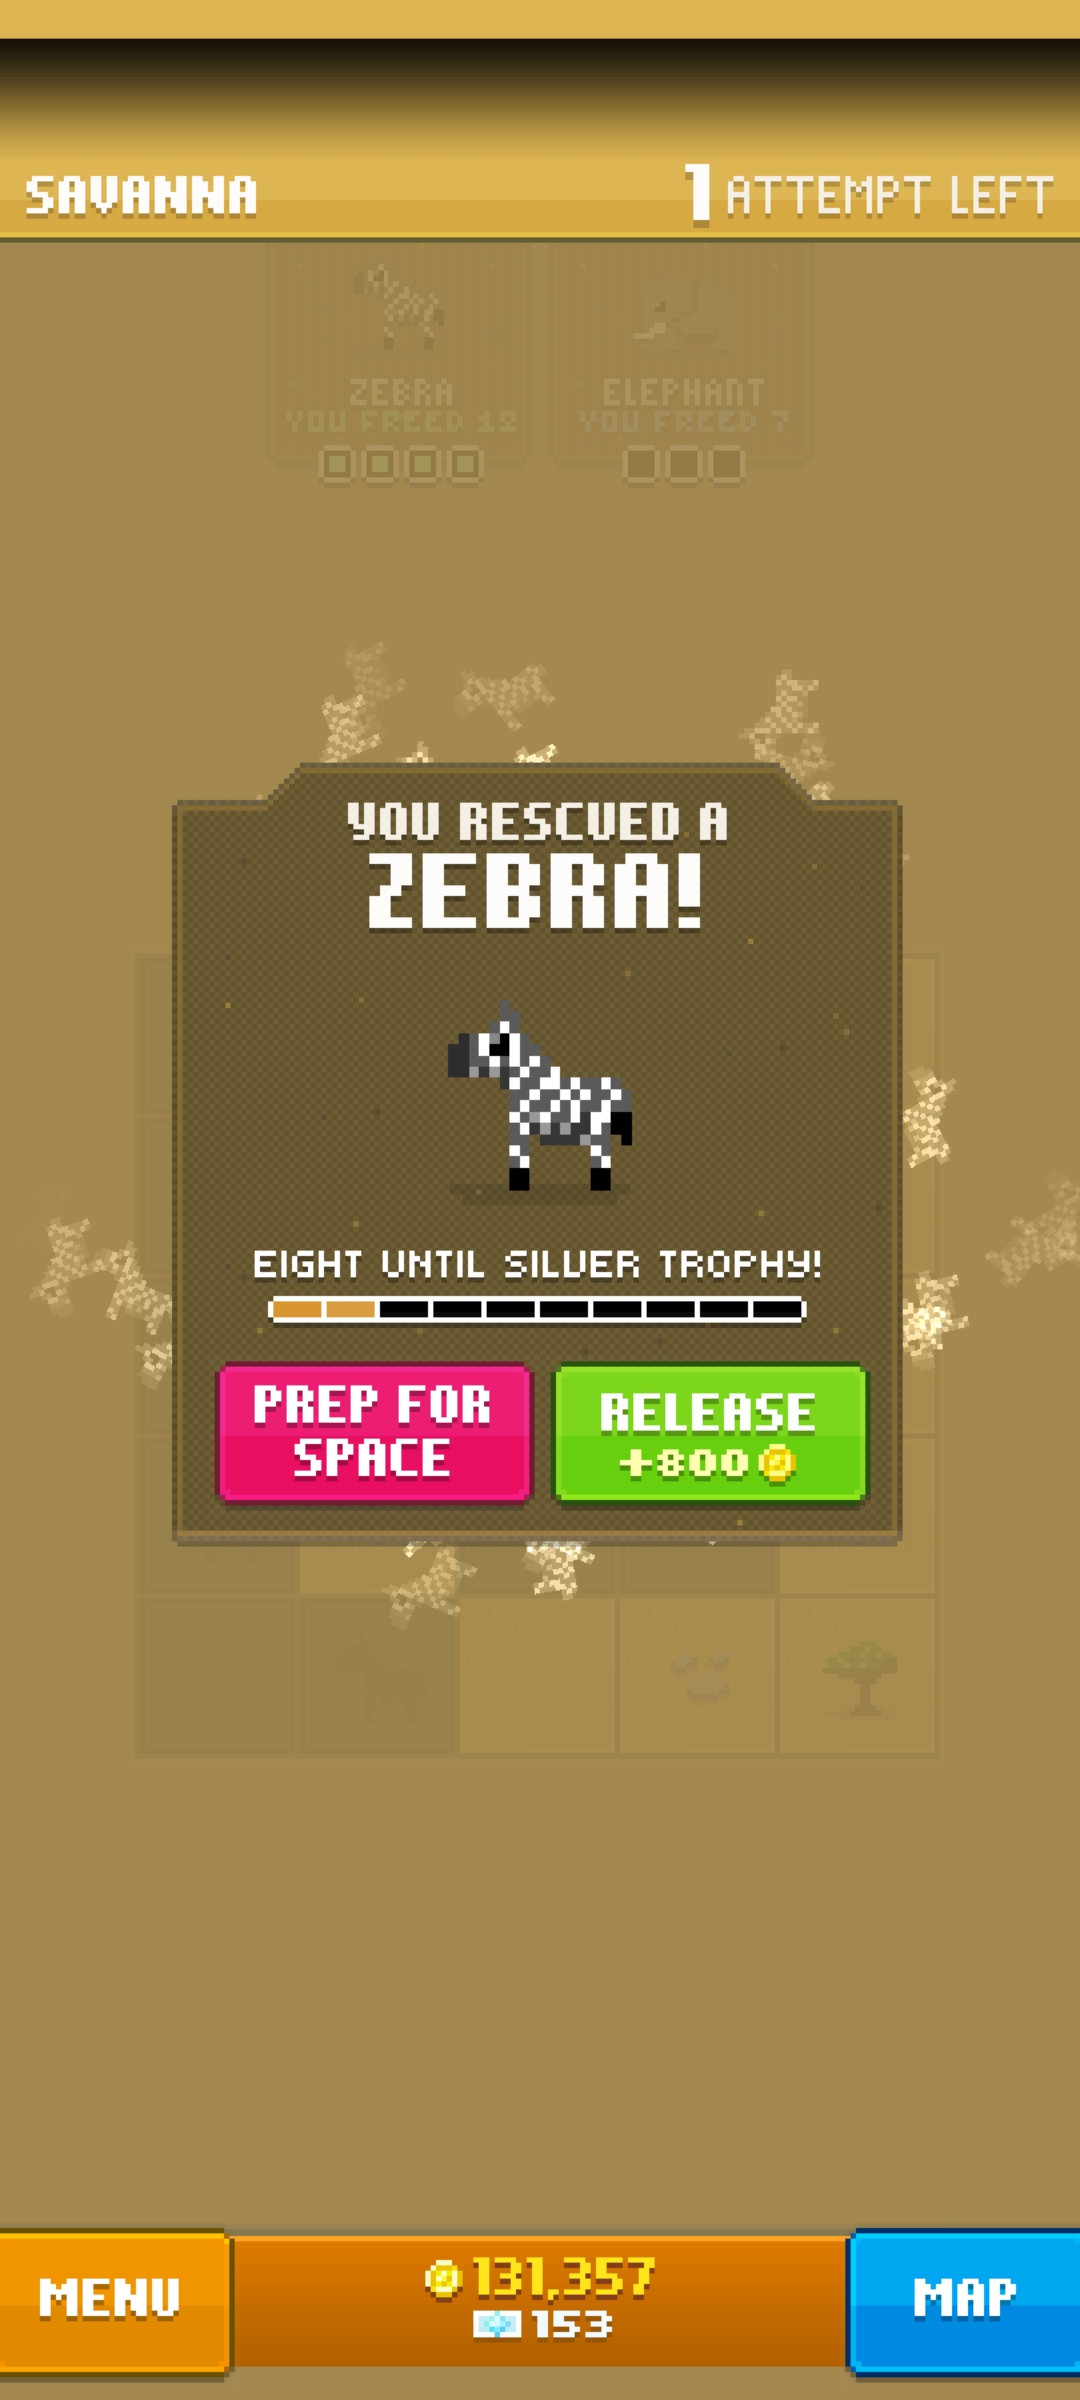 SAVANNA
1 ATTEMPT LEFT
ZEBRA
ELEPHANT
YOU FREED 12
YOU FREED 7
YOU RESCUED A
ZEBRA!
EIGHT UNTIL SILVER TROPHY!
PREP FOR
SPACE
RELEASE
+800
MENU
131,357
153
MAP